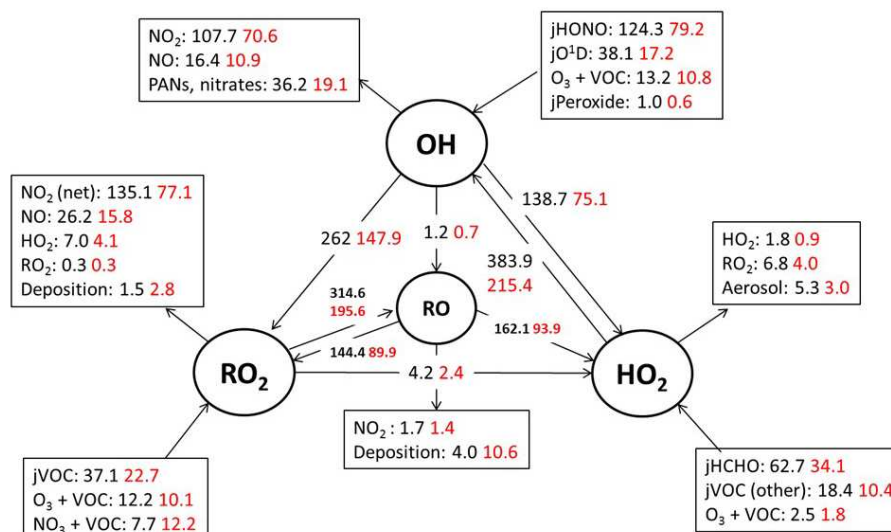 NO₂: 107.7 70.6
NO: 16.4 10.9
PANs, nitrates: 36.2 19.1
jHONO: 124.3 79.2
jO¹D: 38.1 17.2
O₃ + VOC: 13.2 10.8
jPeroxide: 1.0 0.6
OH
NO₂ (net): 135.1 77.1
NO: 26.2 15.8
HO₂: 7.0 4.1
RO₂: 0.3 0.3
Deposition: 1.5 2.8
262 147.9
1.2 0.7
138.7 75.1
383.9
215.4
HO₂: 1.8 0.9
RO₂: 6.8 4.0
Aerosol: 5.3 3.0
314.6
195.6
RO
144.4 89.9
162.1 93.9
RO₂
4.2 2.4
HO₂
NO₂ : 1.7 1.4
Deposition: 4.0 10.6
jVOC: 37.1 22.7
O₃ + VOC: 12.2 10.1
NO₃ + VOC: 7.7 12.2
jHCHO: 62.7 34.1
jVOC (other): 18.4 10.4
O₃ + VOC: 2.5 1.8